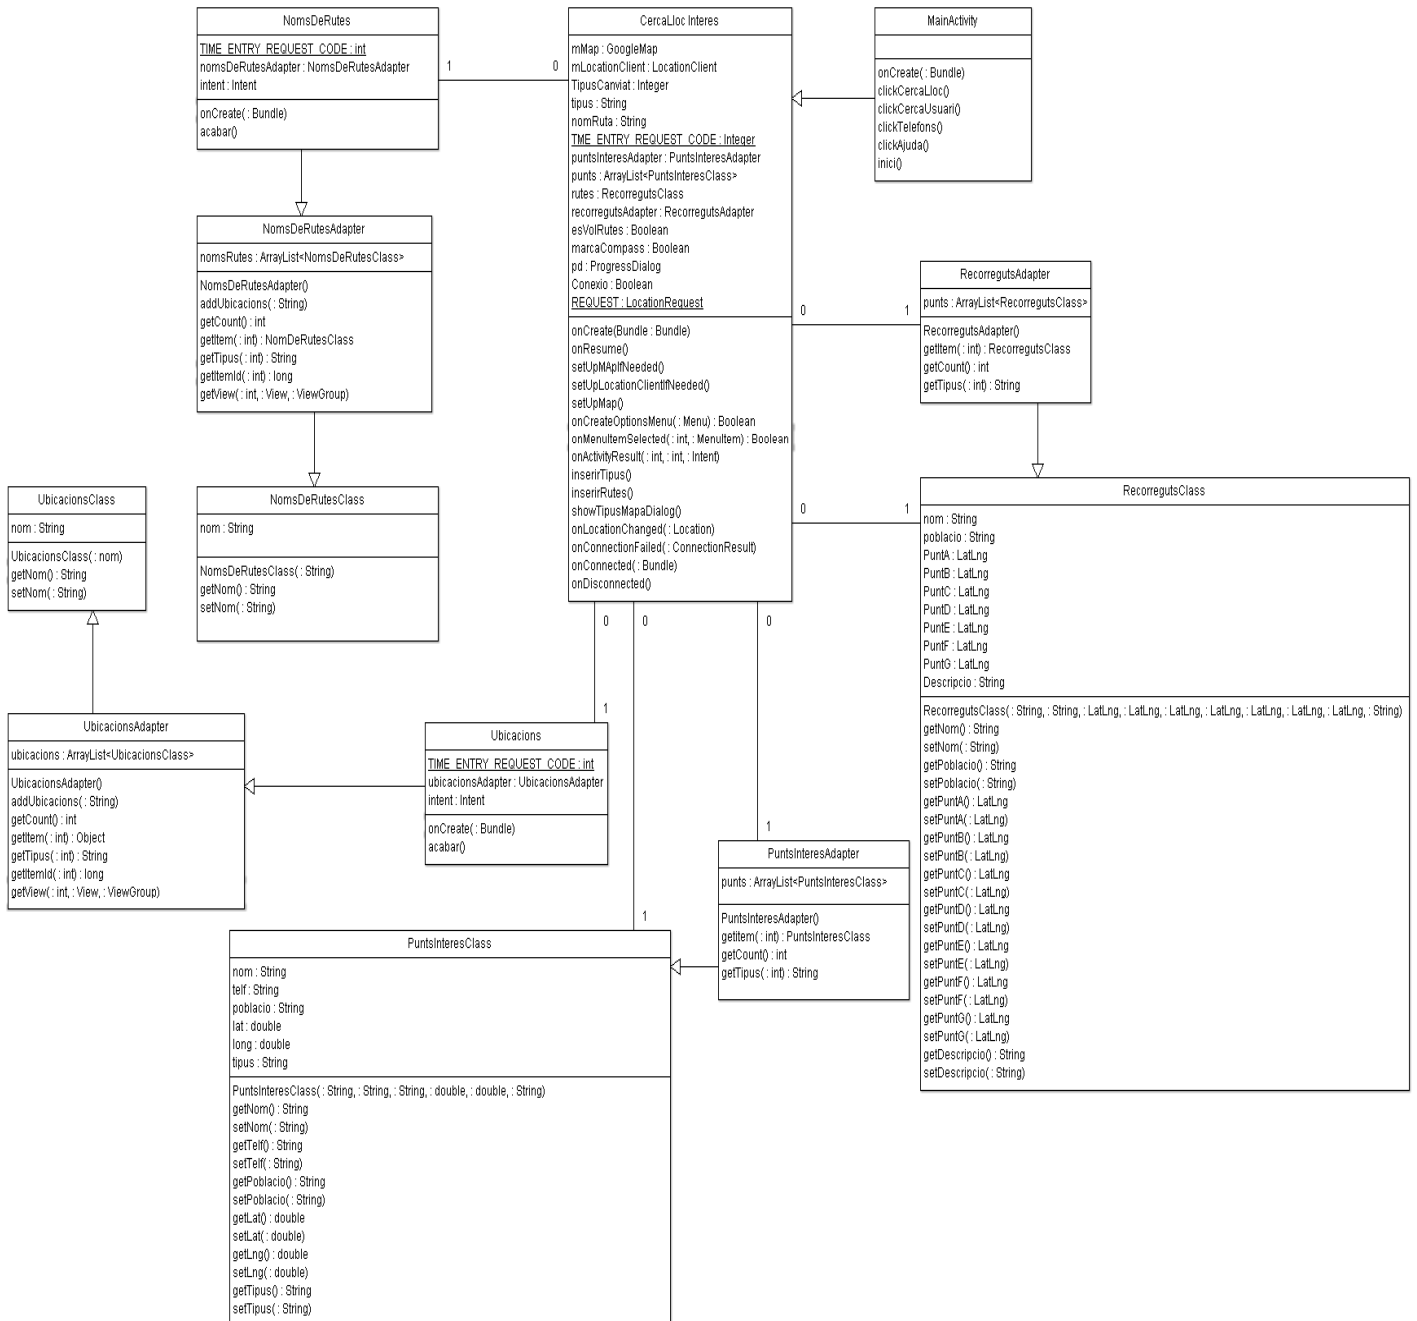 NomsDeRutes
TIME_ENTRY_REQUEST_CODE : int
nomsDeRutesAdapter : NomsDeRutesAdapter
intent : Intent
onCreate( : Bundle)
acabar()
1
0
CercaLloc Interes
mMap : GoogleMap
mLocationClient : LocationClient
TipusCanviat : Integer
tipus : String
nomRuta : String
TME_ENTRY_REQUEST_CODE : Integer
puntsInteresAdapter : PuntsInteresAdapter
punts : ArrayList<PuntsInteresClass>
rutes : RecorregutsClass
recorregutsAdapter : RecorregutsAdapter
esVolRutes : Boolean
marcaCompass : Boolean
pd : ProgressDialog
Conexio : Boolean
REQUEST : LocationRequest
onCreate(Bundle : Bundle)
onResume()
setUpMApIfNeeded()
setUpLocationClientIfNeeded()
setUpMap()
onCreateOptionsMenu( : Menu) : Boolean
onMenuItemSelected( : int, : MenuItem) : Boolean
onActivityResult( : int, : int, : Intent)
inserirTipus()
inserirRutes()
showTipusMapaDialog()
onLocationChanged( : Location)
onConnectionFailed( : ConnectionResult)
onConnected( : Bundle)
onDisconnected()
MainActivity
onCreate( : Bundle)
clickCercaLloc()
clickCercaUsuari()
clickTelefons()
clickAjuda()
inici()
NomsDeRutesAdapter
nomsRutes : ArrayList<NomsDeRutesClass>
NomsDeRutesAdapter()
addUbicacions( : String)
getCount() : int
getItem( : int) : NomDeRutesClass
getTipus( : int) : String
getItemId( : int) : long
getView( : int, : View, : ViewGroup)
0
1
RecorregutsAdapter
punts : ArrayList<RecorregutsClass>
RecorregutsAdapter()
getItem( : int) : RecorregutsClass
getCount() : int
getTipus( : int) : String
UbicacionsClass
nom : String
UbicacionsClass( : nom)
getNom() : String
setNom( : String)
NomsDeRutesClass
nom : String
NomsDeRutesClass( : String)
getNom() : String
setNom( : String)
0
1
RecorregutsClass
nom : String
poblacio : String
PuntA : LatLng
PuntB : LatLng
PuntC : LatLng
PuntD : LatLng
PuntE : LatLng
PuntF : LatLng
PuntG : LatLng
Descripcio : String
RecorregutsClass( : String, : String, : LatLng, : LatLng, : LatLng, : LatLng, : LatLng, : LatLng, : LatLng, : String)
getNom() : String
setNom( : String)
getPoblacio() : String
setPoblacio( : String)
getPuntA() : LatLng
setPuntA( : LatLng)
getPuntB() : LatLng
setPuntB( : LatLng)
getPuntC() : LatLng
setPuntC( : LatLng)
getPuntD() : LatLng
setPuntD( : LatLng)
getPuntE() : LatLng
setPuntE( : LatLng)
getPuntF() : LatLng
setPuntF( : LatLng)
getPuntG() : LatLng
setPuntG( : LatLng)
getDescripcio() : String
setDescripcio( : String)
0
0
0
UbicacionsAdapter
ubicacions : ArrayList<UbicacionsClass>
UbicacionsAdapter()
addUbicacions( : String)
getCount() : int
getItem( : int) : Object
getTipus( : int) : String
getItemId( : int) : long
getView( : int, : View, : ViewGroup)
1
Ubicacions
TIME_ENTRY_REQUEST_CODE : int
ubicacionsAdapter : UbicacionsAdapter
intent : Intent
onCreate( : Bundle)
acabar()
1
PuntsInteresAdapter
punts : ArrayList<PuntsInteresClass>
PuntsInteresAdapter()
getItem( : int) : PuntsInteresClass
getCount() : int
getTipus( : int) : String
1
PuntsInteresClass
nom : String
telf : String
poblacio : String
lat : double
long : double
tipus : String
PuntsInteresClass( : String, : String, : String, : double, : double, : String)
getNom() : String
setNom( : String)
getTelf() : String
setTelf( : String)
getPoblacio() : String
setPoblacio( : String)
getLat() : double
setLat( : double)
getLng() : double
setLng( : double)
getTipus() : String
setTipus( : String)